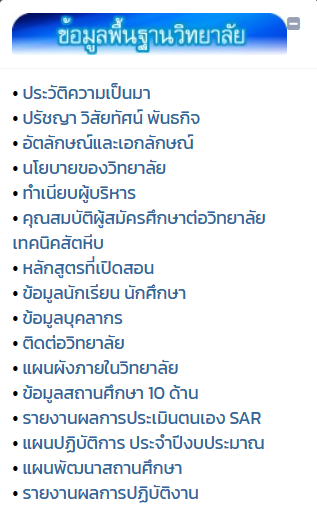 ข้อมูลพื้นฐานวิทยาลัย
• ประวัติความเป็นมา
• ปรัชญา วิสัยทัศน์ พันธกิจ
• อัตลักษณ์และเอกลักษณ์
• นโยบายของวิทยาลัย
• ทำเนียบผู้บริหาร
• คุณสมบัติผู้สมัครศึกษาต่อวิทยาลัย
เทคนิคสัตหีบ
• หลักสูตรที่เปิดสอน
• ข้อมูลนักเรียน นักศึกษา
• ข้อมูลบุคลากร
• ติดต่อวิทยาลัย
• แผนผังภายในวิทยาลัย
• ข้อมูลสถานศึกษา 10 ด้าน
• รายงานผลการประเมินตนเอง SAR
• แผนปฏิบัติการ ประจำปีงบประมาณ
• แผนพัฒนาสถานศึกษา
• รายงานผลการปฏิบัติงาน